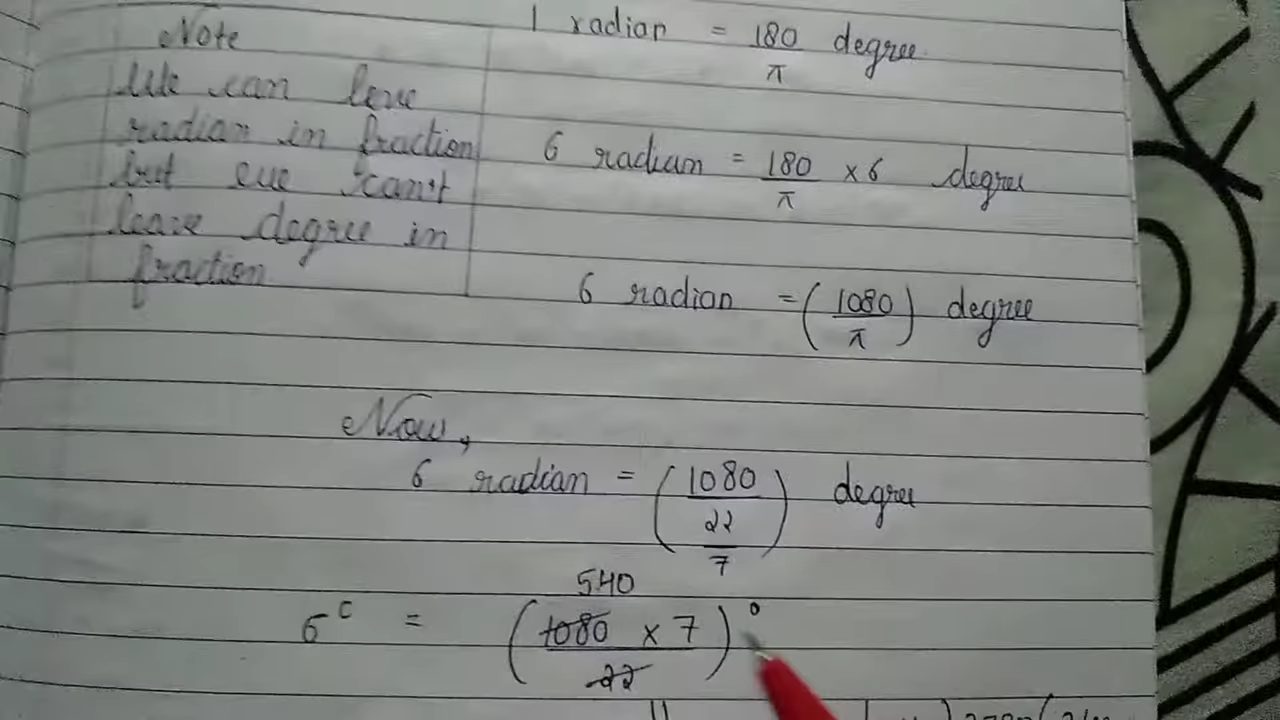 Note
We can leve
radian in fraction
but we can't
leave degree in
fraction
1 radian = 180/π degree
6 radian = 180/π × 6 degree
6 radian = (1080/π) degree
Now,
6 radian = (1080/(22/7)) degree
540
6ᶜ = (1080 × 7/22)°
11